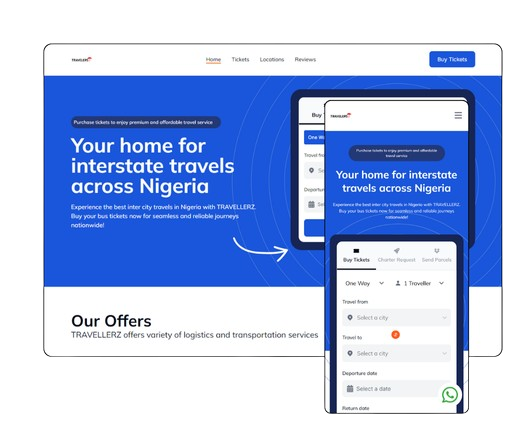 TRAVELLERZ
Home
Tickets
Locations
Reviews
Buy Tickets
Purchase tickets to enjoy premium and affordable travel service
Your home for
interstate travels
across Nigeria
Experience the best inter city travels in Nigeria with TRAVELLERZ.
Buy your bus tickets now for seamless and reliable journeys
nationwide!
Our Offers
TRAVELLERZ offers variety of logistics and transportation services
Buy
One Way
Travel from
Departur
TRAVELLERZ
Purchase tickets to enjoy premium and affordable
travel service
Your home for interstate
travels across Nigeria
Experience the best inter city travels in Nigeria with TRAVELLERZ.
Buy your bus tickets now for seamless and reliable journeys
nationwide!
Buy Tickets
Charter Request
Send Parcels
One Way
1 Traveller
Travel from
Select a city
Travel to
Select a city
Departure date
Select a date
Return date